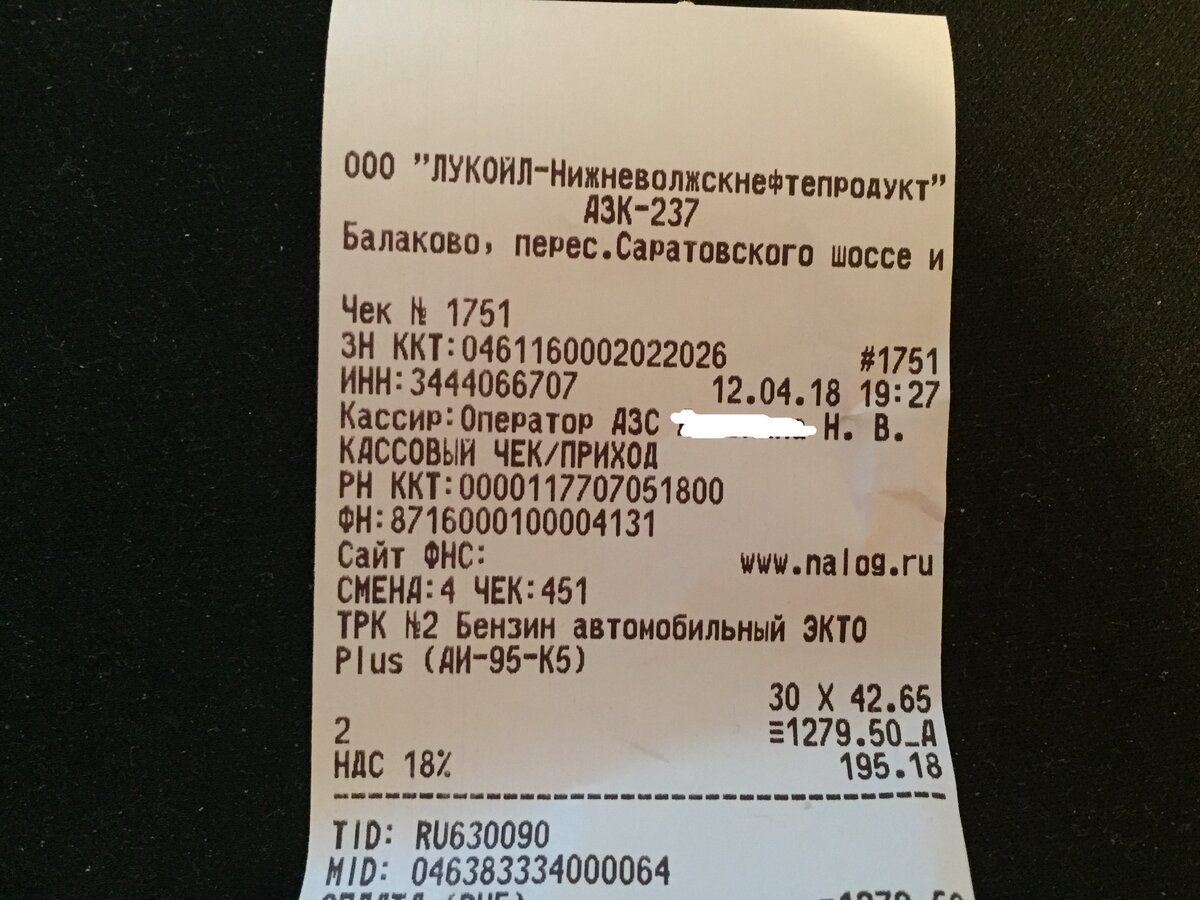 ООО "ЛУКОЙЛ-Нижневолжскнефтепродукт"
АЗК-237
Балаково, перес.Саратовского шоссе и
Чек № 1751
ЗН ККТ:0461160002022026 #1751
ИНН:3444066707 12.04.18 19:27
Кассир:Оператор АЗС Н. В.
КАССОВЫЙ ЧЕК/ПРИХОД
РН ККТ:0000117707051800
ФН:8716000100004131
Сайт ФНС: www.nalog.ru
СМЕНА:4 ЧЕК:451
ТРК №2 Бензин автомобильный ЭКТО
Plus (АИ-95-К5)
30 X 42.65
2 ≡1279.50_А
НДС 18% 195.18
TID: RU630090
MID: 046383334000064